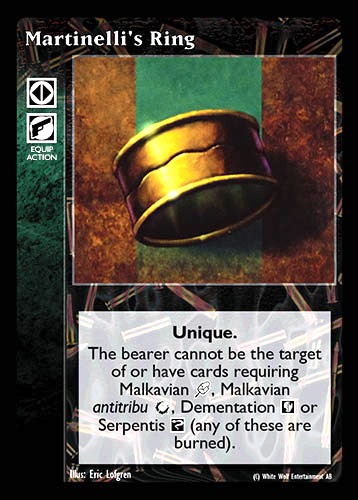 Martinelli's Ring
EQUIP
ACTION
Unique.
The bearer cannot be the target
of or have cards requiring
Malkavian , Malkavian
antitribu , Dementation or
Serpentis (any of these are
burned).
Illus: Eric Lofgren
(C) White Wolf Entertainment AB